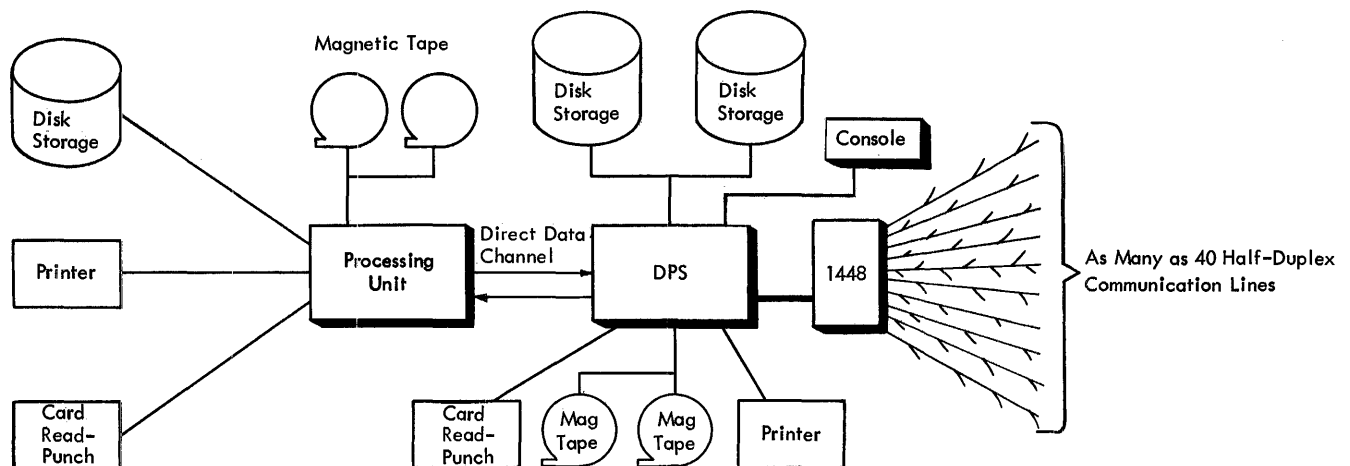 Magnetic Tape
Disk
Storage
Disk
Storage
Disk
Storage
Console
Printer
Processing
Unit
Direct Data
Channel
DPS
1448
As Many as 40 Half-Duplex
Communication Lines
Card
Read-
Punch
Card
Read-
Punch
Mag
Tape
Mag
Tape
Printer